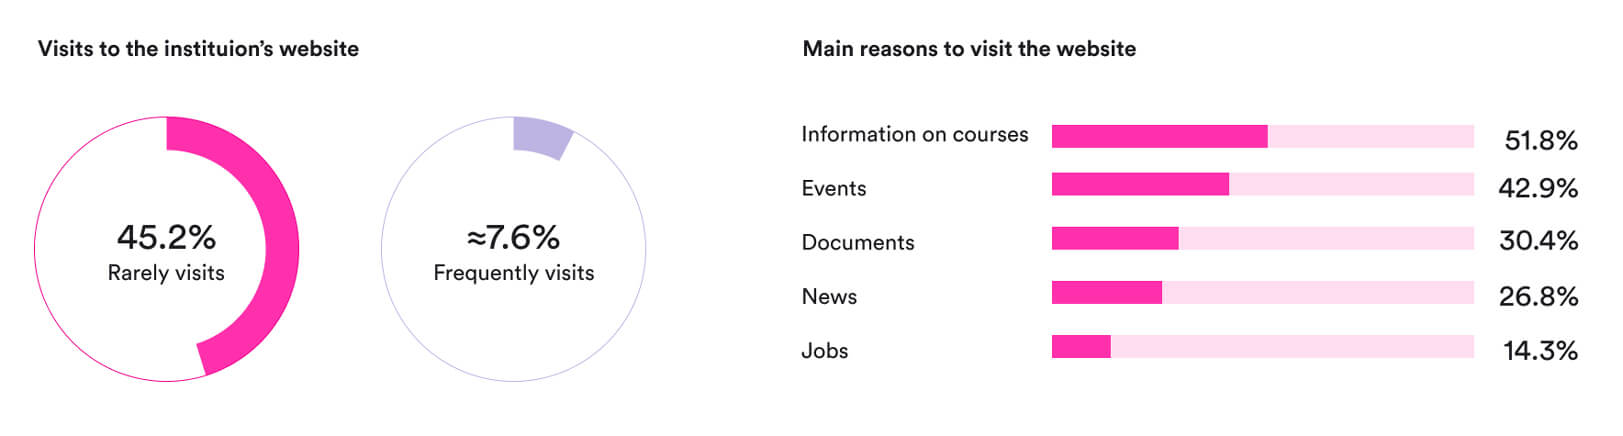 Visits to the instituion’s website
45.2%
Rarely visits
≈7.6%
Frequently visits
Main reasons to visit the website
Information on courses 51.8%
Events 42.9%
Documents 30.4%
News 26.8%
Jobs 14.3%